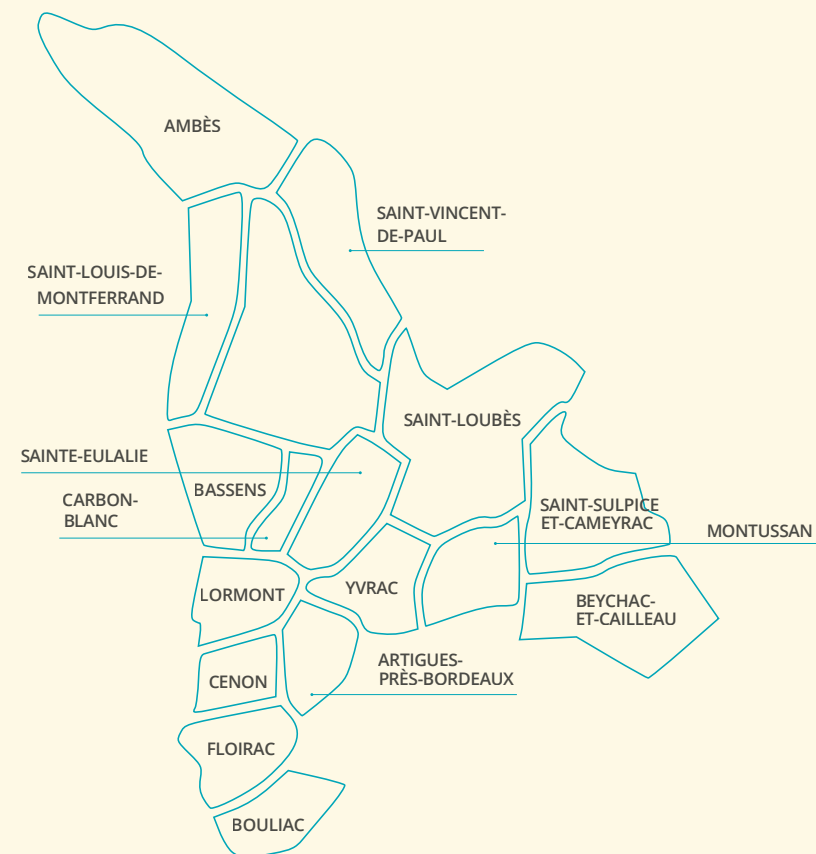 AMBÈS
SAINT-VINCENT-
DE-PAUL
SAINT-LOUIS-DE-
MONTFERRAND
SAINT-LOUBÈS
SAINTE-EULALIE
BASSENS
CARBON-
BLANC
SAINT-SULPICE
ET-CAMEYRAC
MONTUSSAN
LORMONT
YVRAC
BEYCHAC-
ET-CAILLEAU
ARTIGUES-
PRÈS-BORDEAUX
CENON
FLOIRAC
BOULIAC